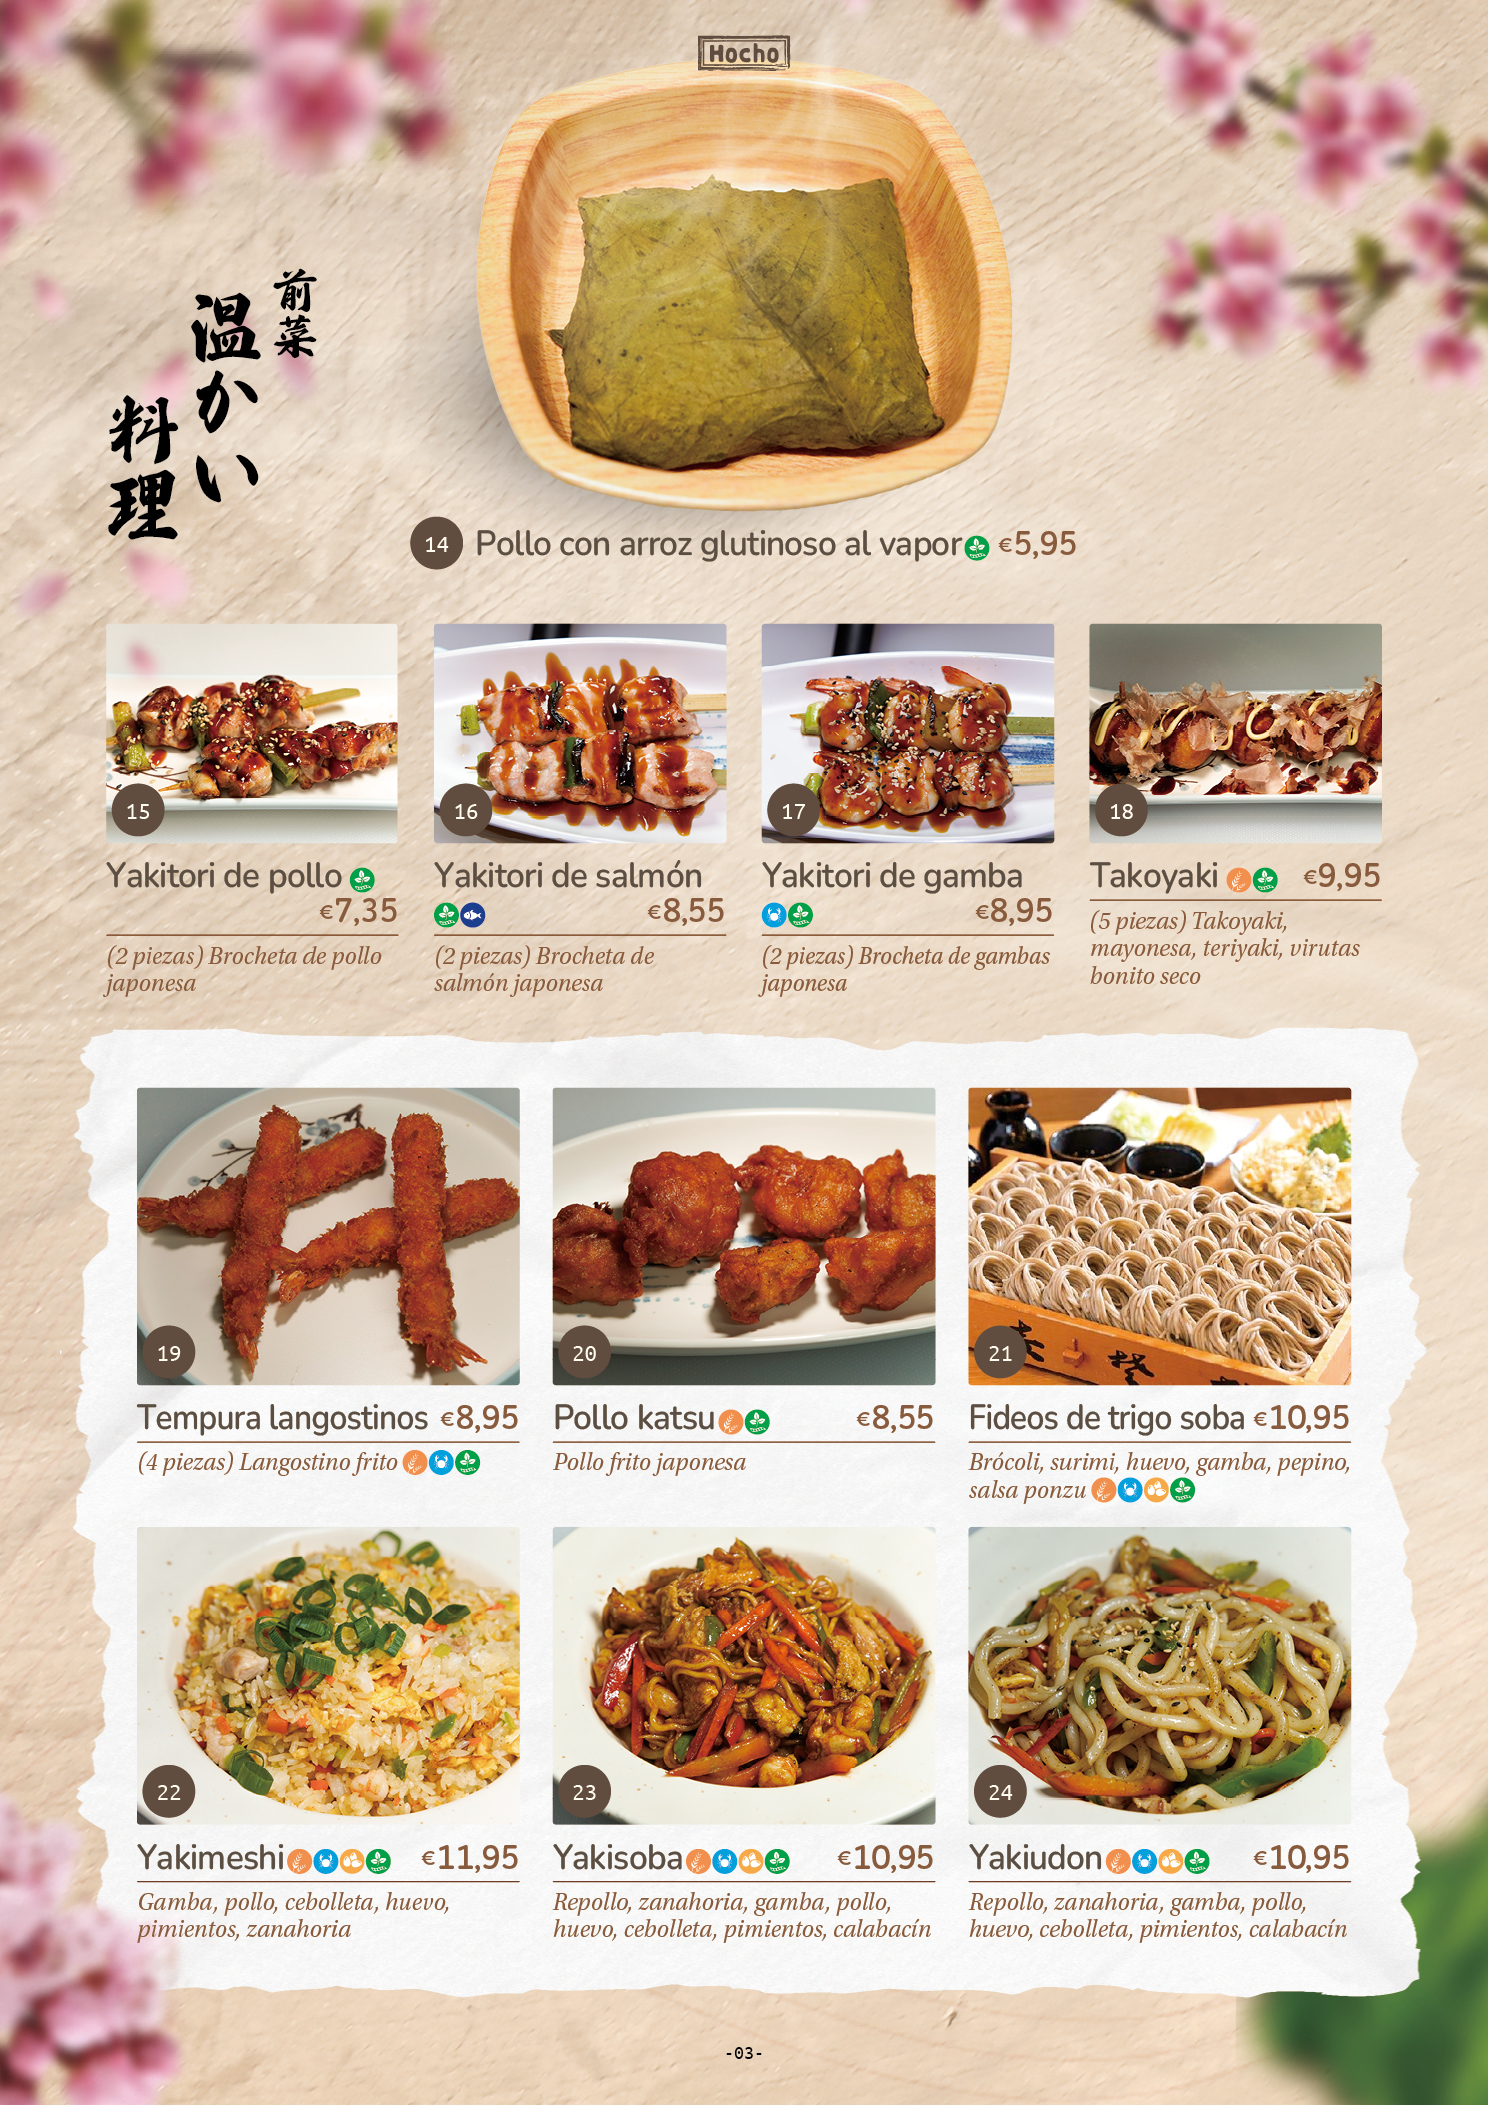 Hocho
前菜
温かい
料理
14 Pollo con arroz glutinoso al vapor €5,95
15
Yakitori de pollo
€7,35
(2 piezas) Brocheta de pollo
japonesa
16
Yakitori de salmón
€8,55
(2 piezas) Brocheta de
salmón japonesa
17
Yakitori de gamba
€8,95
(2 piezas) Brocheta de gambas
japonesa
18
Takoyaki €9,95
(5 piezas) Takoyaki,
mayonesa, teriyaki, virutas
bonito seco
19
Tempura langostinos €8,95
(4 piezas) Langostino frito
20
Pollo katsu €8,55
Pollo frito japonesa
21
Fideos de trigo soba €10,95
Brócoli, surimi, huevo, gamba, pepino,
salsa ponzu
22
Yakimeshi €11,95
Gamba, pollo, cebolleta, huevo,
pimientos, zanahoria
23
Yakisoba €10,95
Repollo, zanahoria, gamba, pollo,
huevo, cebolleta, pimientos, calabacín
24
Yakiudon €10,95
Repollo, zanahoria, gamba, pollo,
huevo, cebolleta, pimientos, calabacín
-03-